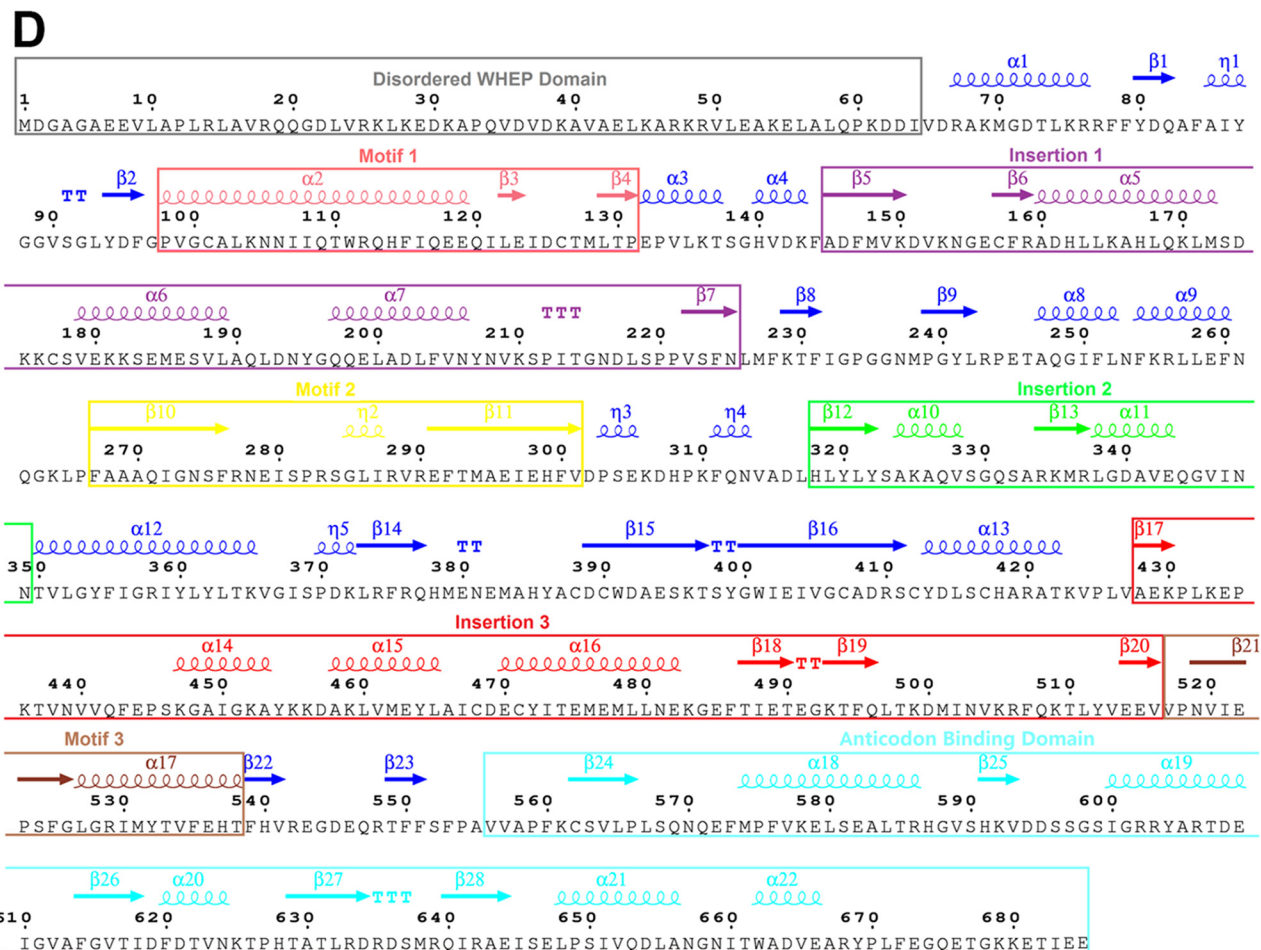 D
Disordered WHEP Domain α1 β1 η1
1 10 20 30 40 50 60 70 80
MDGAGAEEVLAPLRLAVRQQGDLVRKLKEDKAPQVDVDKAVAELKARKRVLEAKELALQPKDDIVDRAKMGDTLKRRFFYDQAFAIY
Motif 1 Insertion 1
TT β2 α2 β3 β4 α3 α4 β5 β6 α5
90 100 110 120 130 140 150 160 170
GGVSGLYDFGPVGCALKNNIIQTWRQHFIQEEQILEIDCTMLTPEPVLKTSGHVDKFADFMVKDVKNGECFRADHLLKAHLQKLMSD
α6 α7 TTT β7 β8 β9 α8 α9
180 190 200 210 220 230 240 250 260
KKCSVEKKSEMESVLAQLDNYGQQELADLFVNYNVKSPITGNDLSPPVSFNLMFKTFIGPGGNMPGYLRPETAQGIFLNFKRLLEFN
Motif 2 Insertion 2
β10 η2 β11 η3 η4 β12 α10 β13 α11
270 280 290 300 310 320 330 340
QGKLPFAAAQIGNSFRNEISPRSGLIRVREFTMAEIEHFVDPSEKDHPKFQNVADLHLYLYSAKAQVSGQSARKMRLGDAVEQGVIN
α12 η5 β14 TT β15 TT β16 α13 β17
350 360 370 380 390 400 410 420 430
NTVLGYFIGRIYLYLTKVGISPDKLRFRQHMENEMAHYACDCWDAESKTSYGWIEIVGCADRSCYDLSCHARATKVPLVAEKPLKEP
Insertion 3
α14 α15 α16 β18 TT β19 β20 β21
440 450 460 470 480 490 500 510 520
KTVNVVQFEPSKGAIGKAYKKDAKLVMEYLAICDECYITEMEMLLNEKGEFTIETEGKTFQLTKDMINVKRFQKTLYVEEVVPNVIE
Motif 3 Anticodon Binding Domain
α17 β22 β23 β24 α18 β25 α19
530 540 550 560 570 580 590 600
PSFGLGRIMYTVFEHTFHVREGDEQRTFFSFPAVVAPFKCSVLPLSQNQEFMPFVKELSEALTRHGVSHKVDDSSGSIGRRYARTDE
β26 α20 β27 TTT β28 α21 α22
510 620 630 640 650 660 670 680
IGVAFGVTIDFDTVNKTPHTATLRDRDSMRQIRAEISELPSIVQDLANGNITWADVEARYPLFEGQETGKKETIEE